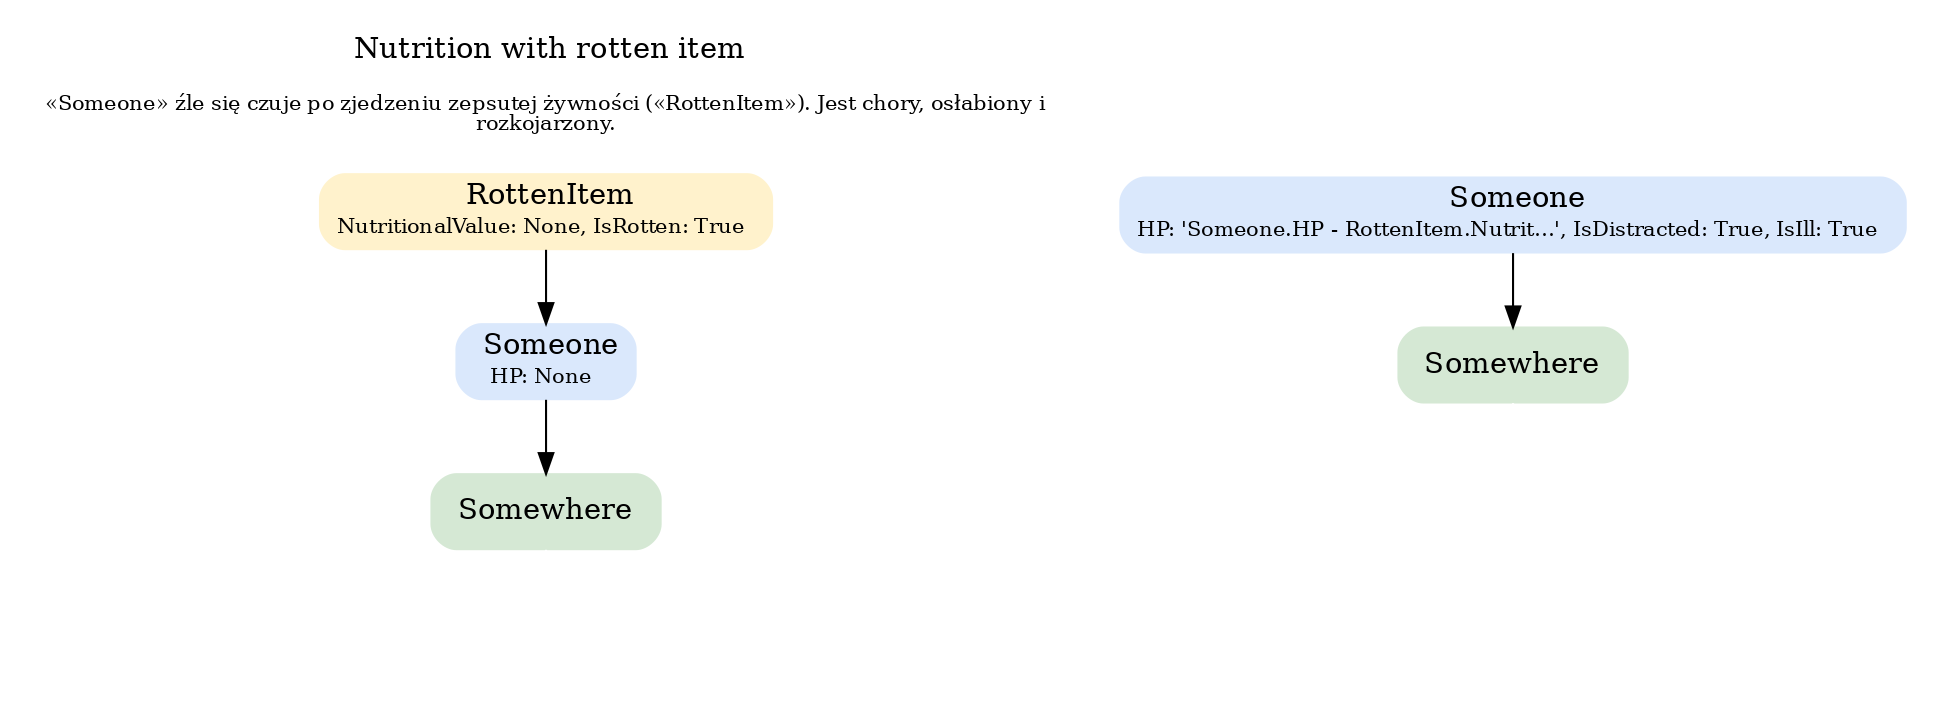 Nutrition with rotten item
«Someone» źle się czuje po zjedzeniu zepsutej żywności («RottenItem»). Jest chory, osłabiony i
rozkojarzony.
RottenItem
NutritionalValue: None, IsRotten: True
Someone
HP: None
Somewhere
Someone
HP: 'Someone.HP - RottenItem.Nutrit...', IsDistracted: True, IsIll: True
Somewhere